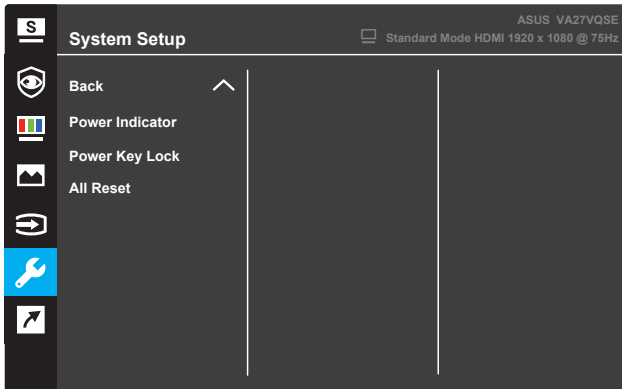 S
System Setup
ASUS VA27VQSE
Standard Mode HDMI 1920 x 1080 @ 75Hz
Back
Power Indicator
Power Key Lock
All Reset